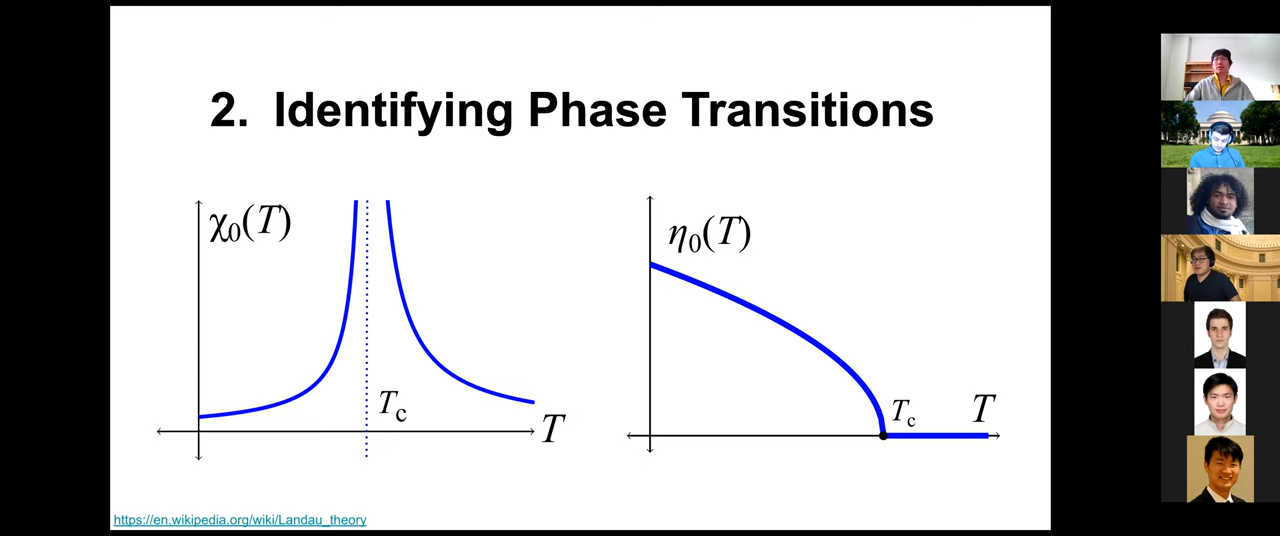 2. Identifying Phase Transitions
χ₀(T)
T_c
T
η₀(T)
T_c
T
https://en.wikipedia.org/wiki/Landau_theory